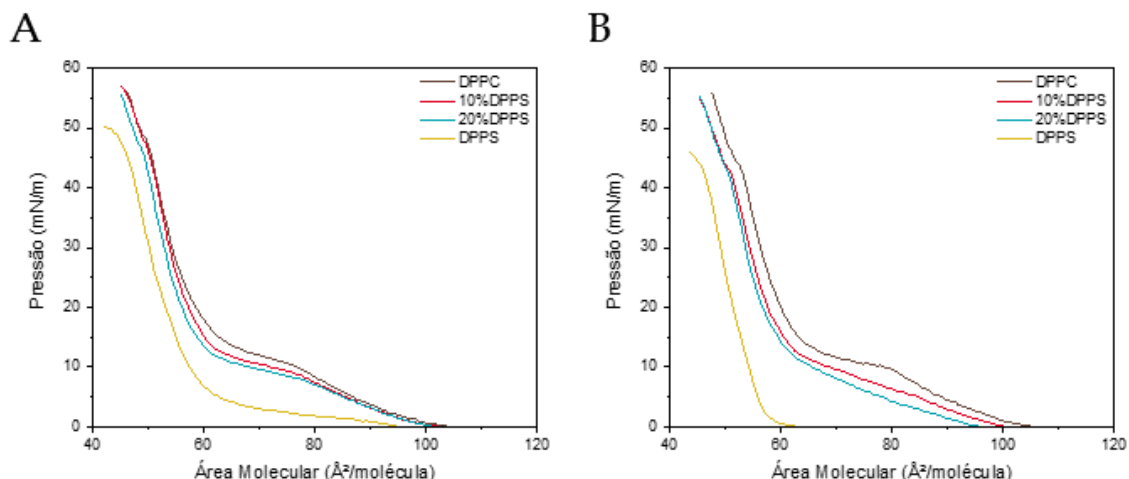 A
60
50
40
30
20
10
0
Pressão (mN/m)
DPPC
10%DPPS
20%DPPS
DPPS
40
60
80
100
120
Área Molecular (Å²/molécula)
B
60
50
40
30
20
10
0
Pressão (mN/m)
DPPC
10%DPPS
20%DPPS
DPPS
40
60
80
100
120
Área Molecular (Å²/molécula)